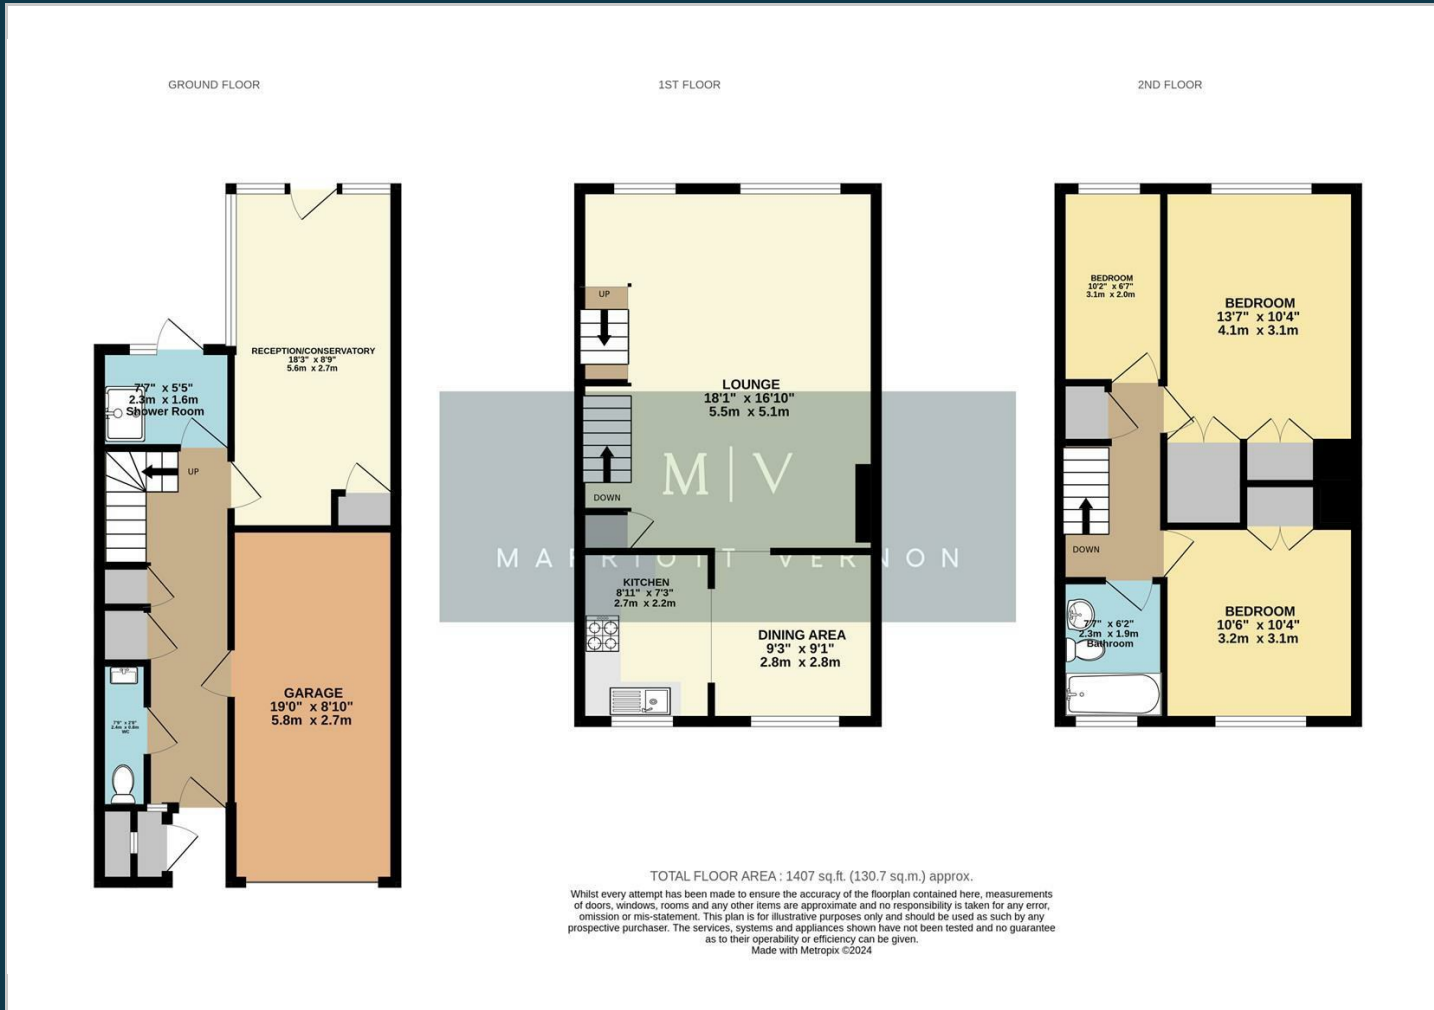 GROUND FLOOR
1ST FLOOR
2ND FLOOR
RECEPTION/CONSERVATORY
18'3" x 8'9"
5.6m x 2.7m
7'7" x 5'5"
2.3m x 1.6m
Shower Room
UP
GARAGE
19'0" x 8'10"
5.8m x 2.7m
WC
UP
LOUNGE
18'1" x 16'10"
5.5m x 5.1m
DOWN
M | V
MARRIOTT VERNON
KITCHEN
8'11" x 7'3"
2.7m x 2.2m
DINING AREA
9'3" x 9'1"
2.8m x 2.8m
BEDROOM
10'2" x 6'7"
3.1m x 2.0m
BEDROOM
13'7" x 10'4"
4.1m x 3.1m
DOWN
7'7" x 6'2"
2.3m x 1.9m
Bathroom
BEDROOM
10'6" x 10'4"
3.2m x 3.1m
TOTAL FLOOR AREA : 1407 sq.ft. (130.7 sq.m.) approx.
Whilst every attempt has been made to ensure the accuracy of the floorplan contained here, measurements
of doors, windows, rooms and any other items are approximate and no responsibility is taken for any error,
omission or mis-statement. This plan is for illustrative purposes only and should be used as such by any
prospective purchaser. The services, systems and appliances shown have not been tested and no guarantee
as to their operability or efficiency can be given.
Made with Metropix ©2024